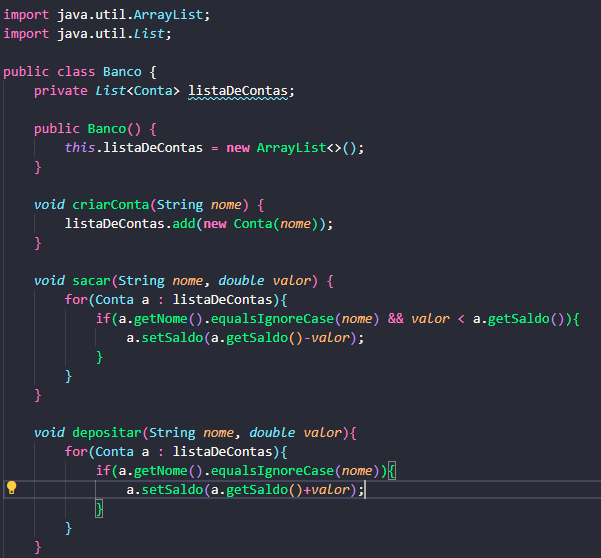 import java.util.ArrayList;
import java.util.List;
public class Banco {
private List<Conta> listaDeContas;
public Banco() {
this.listaDeContas = new ArrayList<>();
}
void criarConta(String nome) {
listaDeContas.add(new Conta(nome));
}
void sacar(String nome, double valor) {
for(Conta a : listaDeContas){
if(a.getNome().equalsIgnoreCase(nome) && valor < a.getSaldo()){
a.setSaldo(a.getSaldo()-valor);
}
}
}
void depositar(String nome, double valor){
for(Conta a : listaDeContas){
if(a.getNome().equalsIgnoreCase(nome)){
a.setSaldo(a.getSaldo()+valor);
}
}
}